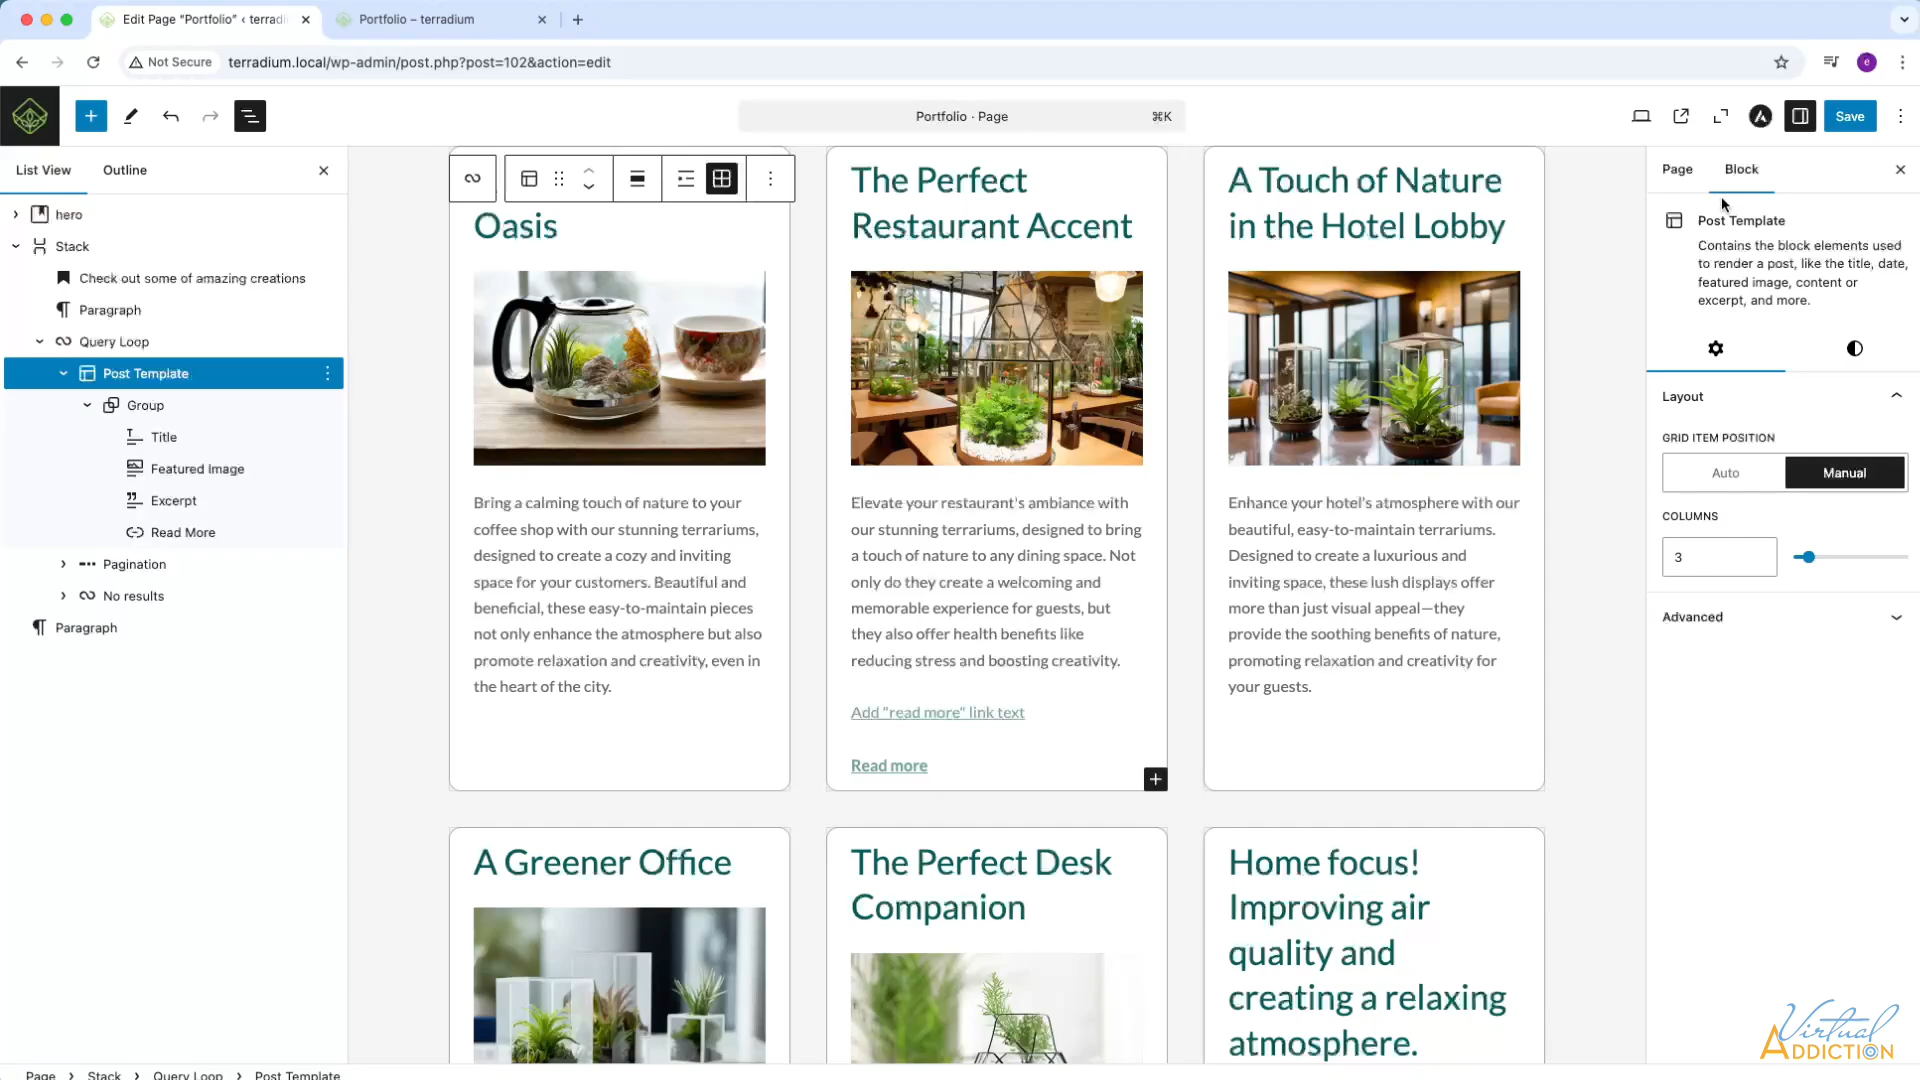 Edit Page "Portfolio" ‹ terradi
Portfolio – terradium
Not Secure
terradium.local/wp-admin/post.php?post=102&action=edit
e
Portfolio · Page
⌘K
Save
List View
Outline
hero
Stack
Check out some of amazing creations
Paragraph
Query Loop
Post Template
Group
Title
Featured Image
Excerpt
Read More
Pagination
No results
Paragraph
Oasis
Bring a calming touch of nature to your
coffee shop with our stunning terrariums,
designed to create a cozy and inviting
space for your customers. Beautiful and
beneficial, these easy-to-maintain pieces
not only enhance the atmosphere but also
promote relaxation and creativity, even in
the heart of the city.
The Perfect
Restaurant Accent
Elevate your restaurant's ambiance with
our stunning terrariums, designed to bring
a touch of nature to any dining space. Not
only do they create a welcoming and
memorable experience for guests, but
they also offer health benefits like
reducing stress and boosting creativity.
Add "read more" link text
Read more
A Touch of Nature
in the Hotel Lobby
Enhance your hotel's atmosphere with our
beautiful, easy-to-maintain terrariums.
Designed to create a luxurious and
inviting space, these lush displays offer
more than just visual appeal—they
provide the soothing benefits of nature,
promoting relaxation and creativity for
your guests.
A Greener Office
The Perfect Desk
Companion
Home focus!
Improving air
quality and
creating a relaxing
atmosphere.
Page
Block
Post Template
Contains the block elements used
to render a post, like the title, date,
featured image, content or
excerpt, and more.
Layout
GRID ITEM POSITION
Auto
Manual
COLUMNS
3
Advanced
Virtual
ADDICTION
Page > Stack > Query Loop > Post Template